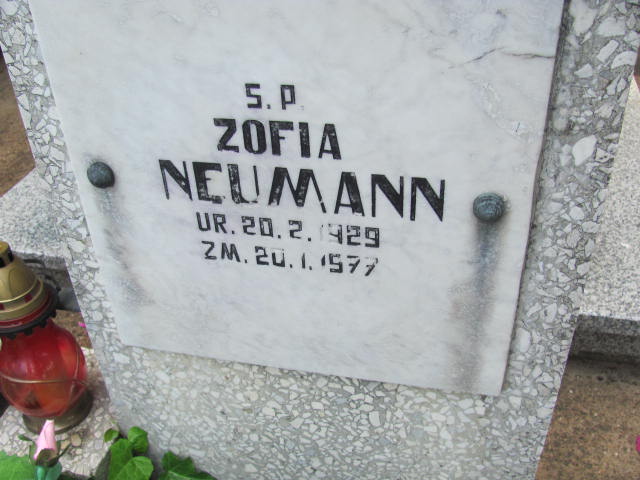 S.P.
ZOFIA
NEUMANN
UR. 20. 2. 1929
ZM. 20. 1. 1977